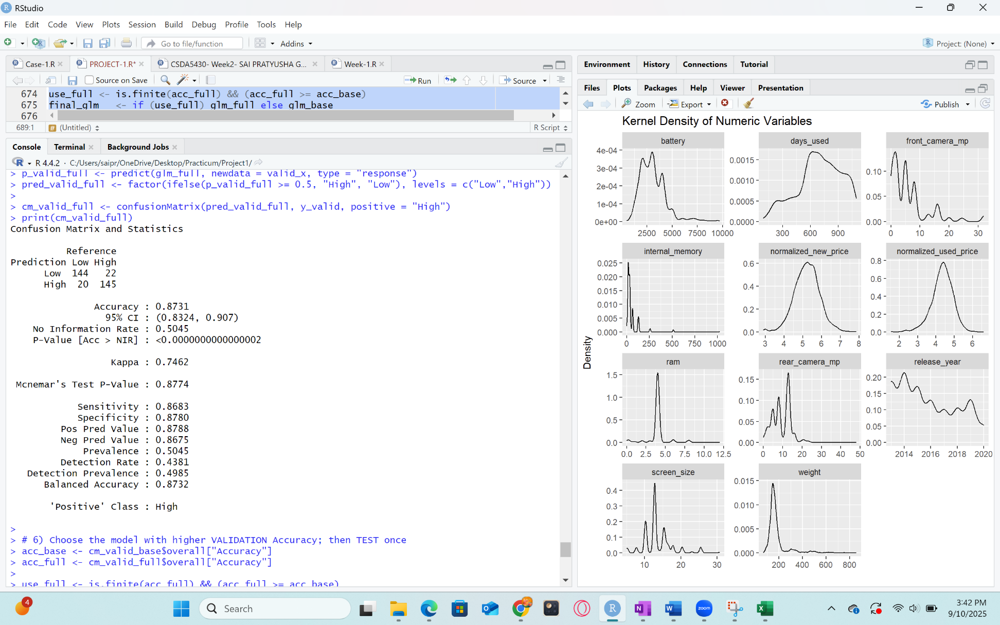 RStudio
File Edit Code View Plots Session Build Debug Profile Tools Help
Go to file/function Addins Project: (None)
Case-1.R PROJECT-1.R* CSDA5430- Week2- SAI PRATYUSHA G... Week-1.R
Source on Save Run Source
674 use_full <- is.finite(acc_full) && (acc_full >= acc_base)
675 final_glm <- if (use_full) glm_full else glm_base
676
689:1 # (Untitled) R Script
Console Terminal Background Jobs
R 4.4.2 · C:/Users/saipr/OneDrive/Desktop/Practicum/Project1/
> p_valid_full <- predict(glm_full, newdata = valid_x, type = "response")
> pred_valid_full <- factor(ifelse(p_valid_full >= 0.5, "High", "Low"), levels = c("Low","High"))
>
> cm_valid_full <- confusionMatrix(pred_valid_full, y_valid, positive = "High")
> print(cm_valid_full)
Confusion Matrix and Statistics
Reference
Prediction Low High
Low 144 22
High 20 145
Accuracy : 0.8731
95% CI : (0.8324, 0.907)
No Information Rate : 0.5045
P-Value [Acc > NIR] : <0.0000000000000002
Kappa : 0.7462
Mcnemar's Test P-Value : 0.8774
Sensitivity : 0.8683
Specificity : 0.8780
Pos Pred Value : 0.8788
Neg Pred Value : 0.8675
Prevalence : 0.5045
Detection Rate : 0.4381
Detection Prevalence : 0.4985
Balanced Accuracy : 0.8732
'Positive' Class : High
>
> # 6) Choose the model with higher VALIDATION Accuracy; then TEST once
> acc_base <- cm_valid_base$overall["Accuracy"]
> acc_full <- cm_valid_full$overall["Accuracy"]
>
> use_full <- is.finite(acc_full) && (acc_full >= acc_base)
Environment History Connections Tutorial
Files Plots Packages Help Viewer Presentation
Zoom Export Publish
Kernel Density of Numeric Variables
Density
battery
4e-04
3e-04
2e-04
1e-04
0e+00
2500 5000 7500 10000
days_used
0.0015
0.0010
0.0005
0.0000
300 600 900
front_camera_mp
0.10
0.05
0.00
0 10 20 30
internal_memory
0.025
0.020
0.015
0.010
0.005
0.000
0 250 500 750 1000
normalized_new_price
0.6
0.4
0.2
0.0
3 4 5 6 7 8
normalized_used_price
0.8
0.6
0.4
0.2
0.0
2 3 4 5 6
ram
1.5
1.0
0.5
0.0
0.0 2.5 5.0 7.5 10.0 12.5
rear_camera_mp
0.15
0.10
0.05
0.00
0 10 20 30 40 50
release_year
0.20
0.15
0.10
0.05
0.00
2014 2016 2018 2020
screen_size
0.4
0.3
0.2
0.1
0.0
10 20 30
weight
0.015
0.010
0.005
0.000
200 400 600 800
4
Search
zoom
3:42 PM
9/10/2025